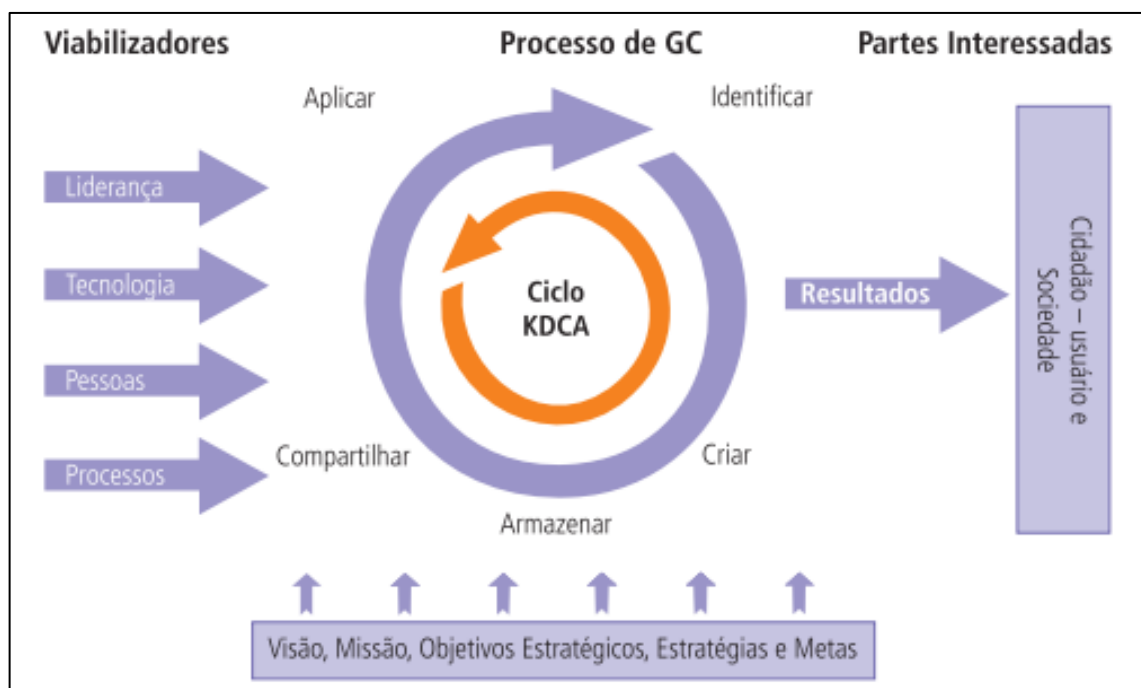 Viabilizadores
Processo de GC
Partes Interessadas
Aplicar
Identificar
Liderança
Tecnologia
Pessoas
Processos
Ciclo
KDCA
Compartilhar
Criar
Armazenar
Resultados
Cidadão – usuário e
Sociedade
Visão, Missão, Objetivos Estratégicos, Estratégias e Metas